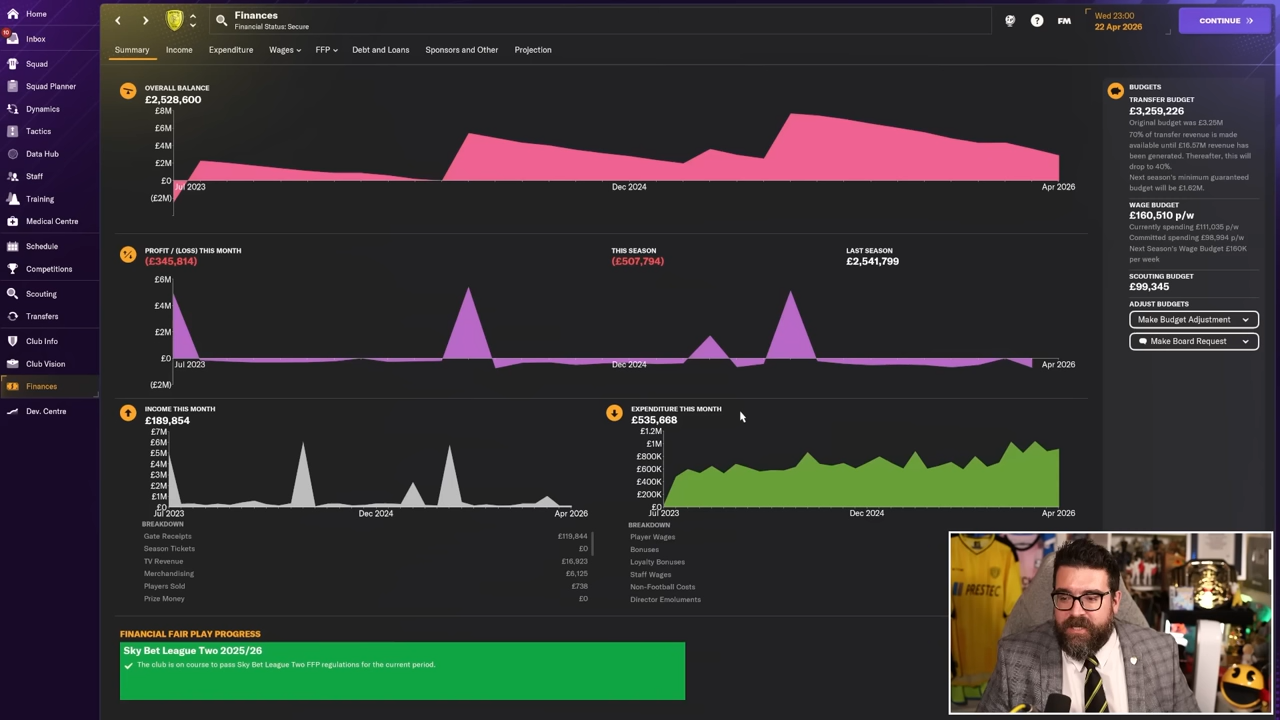 Home
10
Inbox
Squad
Squad Planner
Dynamics
Tactics
Data Hub
Staff
Training
Medical Centre
Schedule
Competitions
Scouting
Transfers
Club Info
Club Vision
Finances
Dev. Centre
Finances
Financial Status: Secure
?
FM
Wed 23:00
22 Apr 2026
CONTINUE
Summary
Income
Expenditure
Wages
FFP
Debt and Loans
Sponsors and Other
Projection
OVERALL BALANCE
£2,528,600
£8M
£6M
£4M
£2M
£0
(£2M)
Jul 2023
Dec 2024
Apr 2026
PROFIT / (LOSS) THIS MONTH
(£345,814)
THIS SEASON
(£507,794)
LAST SEASON
£2,541,799
£6M
£4M
£2M
£0
(£2M)
Jul 2023
Dec 2024
Apr 2026
INCOME THIS MONTH
£189,854
£7M
£6M
£5M
£4M
£3M
£2M
£1M
£0
Jul 2023
Dec 2024
Apr 2026
BREAKDOWN
Gate Receipts £119,844
Season Tickets £0
TV Revenue £16,923
Merchandising £6,125
Players Sold £738
Prize Money £0
EXPENDITURE THIS MONTH
£535,668
£1.2M
£1M
£800K
£600K
£400K
£200K
£0
Jul 2023
Dec 2024
Apr 2026
BREAKDOWN
Player Wages
Bonuses
Loyalty Bonuses
Staff Wages
Non-Football Costs
Director Emoluments
FINANCIAL FAIR PLAY PROGRESS
Sky Bet League Two 2025/26
The club is on course to pass Sky Bet League Two FFP regulations for the current period.
BUDGETS
TRANSFER BUDGET
£3,259,226
Original budget was £3.25M
70% of transfer revenue is made
available until £16.57M revenue has
been generated. Thereafter, this will
drop to 40%.
Next season's minimum guaranteed
budget will be £1.62M.
WAGE BUDGET
£160,510 p/w
Currently spending £111,035 p/w
Committed spending £98,994 p/w
Next Season's Wage Budget £160K
per week
SCOUTING BUDGET
£99,345
ADJUST BUDGETS
Make Budget Adjustment
Make Board Request
PRESTEC